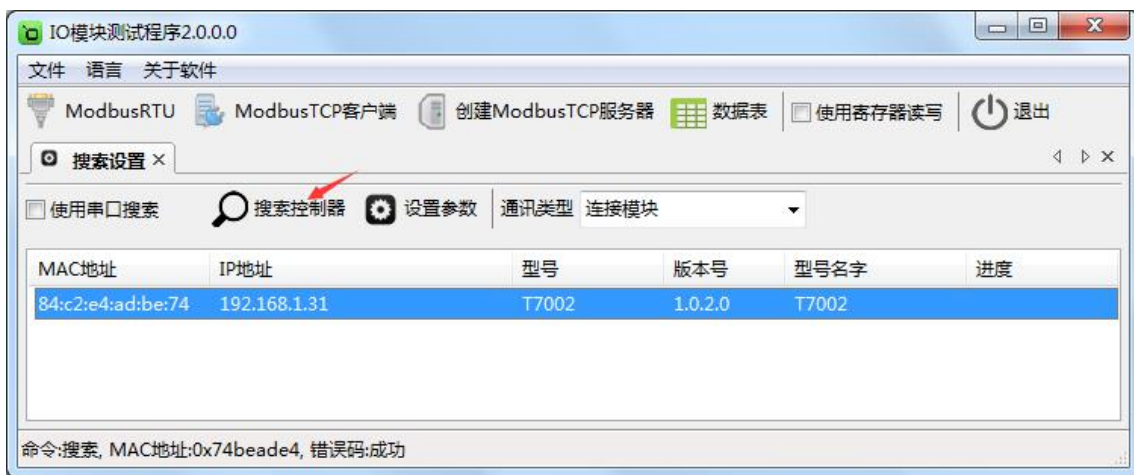 IO模块测试程序2.0.0.0
文件 语言 关于软件
ModbusRTU ModbusTCP客户端 创建ModbusTCP服务器 数据表 使用寄存器读写 退出
搜索设置
使用串口搜索 搜索控制器 设置参数 通讯类型 连接模块
MAC地址 IP地址 型号 版本号 型号名字 进度
84:c2:e4:ad:be:74 192.168.1.31 T7002 1.0.2.0 T7002
命令:搜索, MAC地址:0x74beade4, 错误码:成功